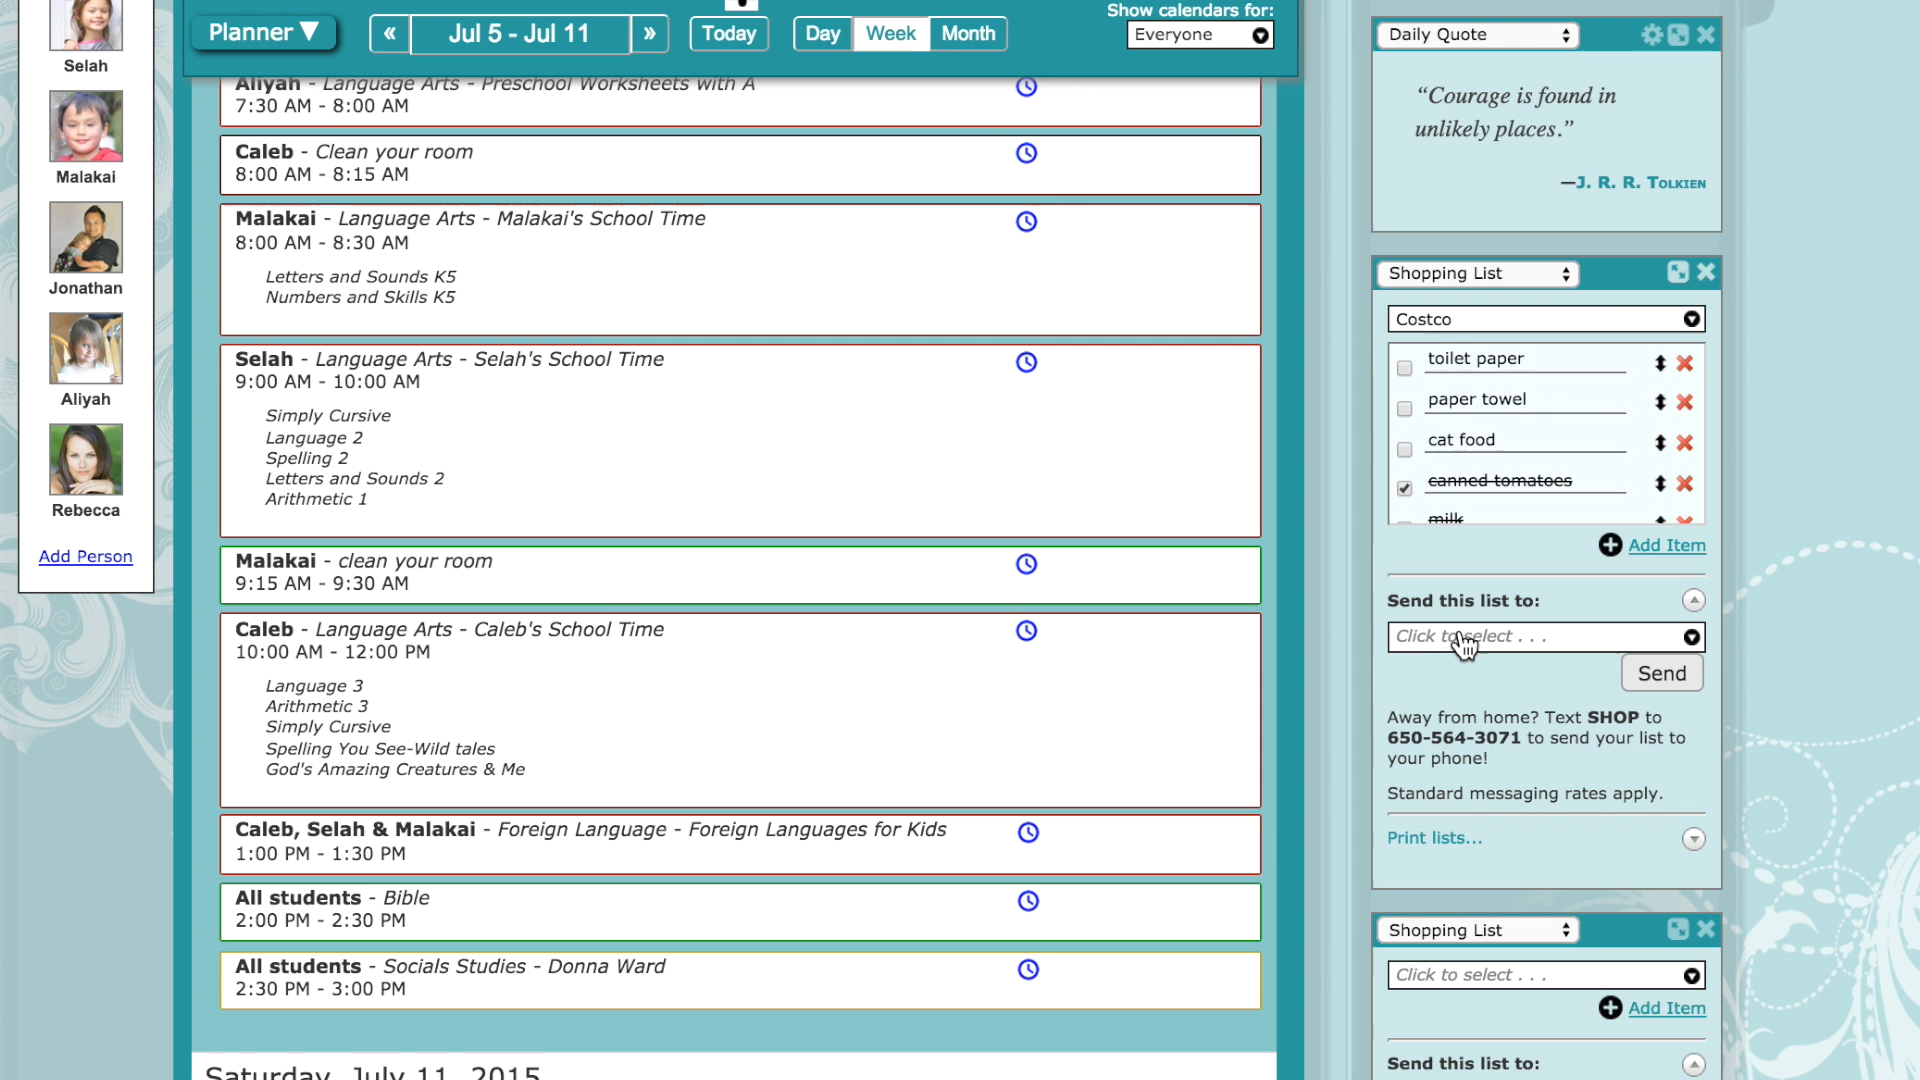 Selah
Malakai
Jonathan
Aliyah
Rebecca
Add Person
Planner ▼
«
Jul 5 - Jul 11
»
Today
Day
Week
Month
Show calendars for:
Everyone
Aliyah - Language Arts - Preschool Worksheets with A
7:30 AM - 8:00 AM
Caleb - Clean your room
8:00 AM - 8:15 AM
Malakai - Language Arts - Malakai's School Time
8:00 AM - 8:30 AM
Letters and Sounds K5
Numbers and Skills K5
Selah - Language Arts - Selah's School Time
9:00 AM - 10:00 AM
Simply Cursive
Language 2
Spelling 2
Letters and Sounds 2
Arithmetic 1
Malakai - clean your room
9:15 AM - 9:30 AM
Caleb - Language Arts - Caleb's School Time
10:00 AM - 12:00 PM
Language 3
Arithmetic 3
Simply Cursive
Spelling You See-Wild tales
God's Amazing Creatures & Me
Caleb, Selah & Malakai - Foreign Language - Foreign Languages for Kids
1:00 PM - 1:30 PM
All students - Bible
2:00 PM - 2:30 PM
All students - Socials Studies - Donna Ward
2:30 PM - 3:00 PM
Saturday, July 11, 2015
Daily Quote
“Courage is found in
unlikely places.”
—J. R. R. Tolkien
Shopping List
Costco
toilet paper
paper towel
cat food
canned tomatoes
milk
Add Item
Send this list to:
Click to select . . .
Send
Away from home? Text SHOP to
650-564-3071 to send your list to
your phone!
Standard messaging rates apply.
Print lists...
Shopping List
Click to select . . .
Add Item
Send this list to: